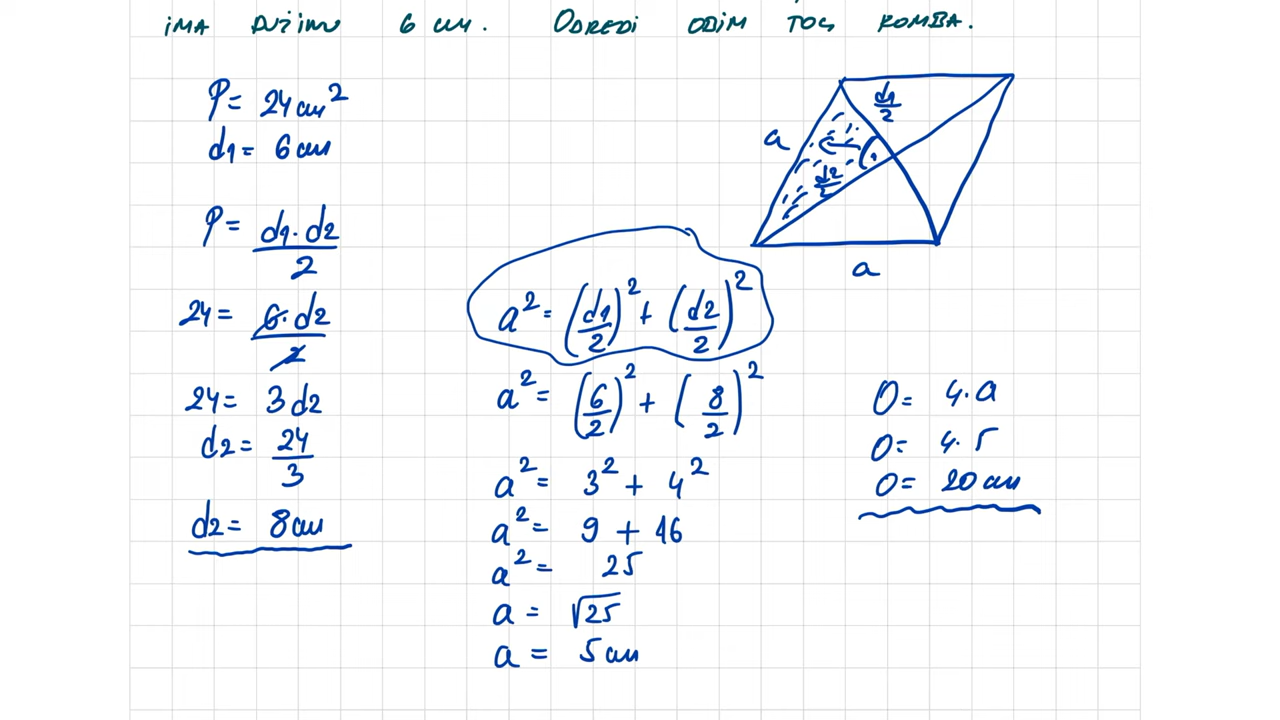 IMA DUŽINU 6 cm. ODREDI OBIM TOG ROMBA.
P = 24 cm²
d1 = 6 cm
P = d1·d2/2
24 = 6·d2/2
24 = 3d2
d2 = 24/3
d2 = 8 cm
a² = (d1/2)² + (d2/2)²
a² = (6/2)² + (8/2)²
a² = 3² + 4²
a² = 9 + 16
a² = 25
a = √25
a = 5 cm
d1/2
a
d2/2
a
O = 4·a
O = 4·5
O = 20 cm